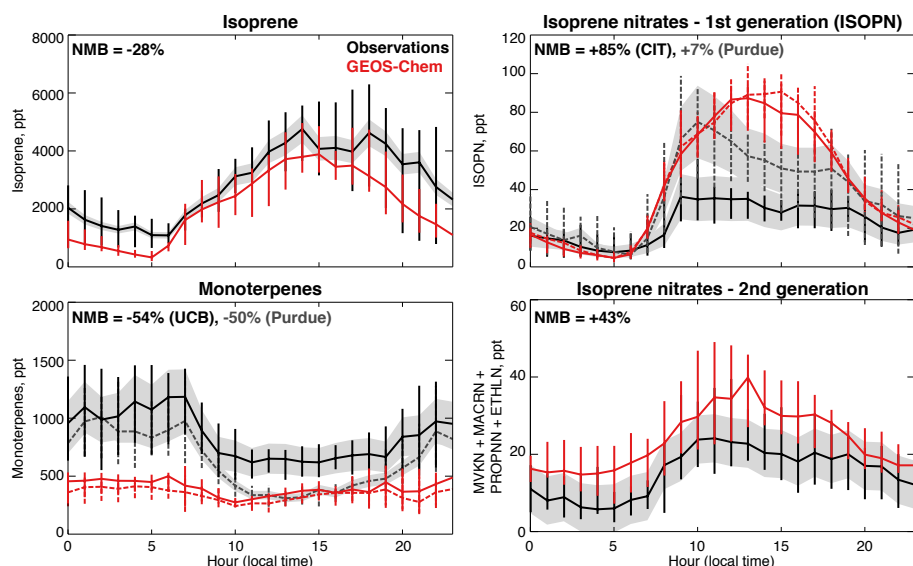 Isoprene
NMB = -28%
Observations
GEOS-Chem
Isoprene, ppt
8000
6000
4000
2000
0
Isoprene nitrates - 1st generation (ISOPN)
NMB = +85% (CIT), +7% (Purdue)
ISOPN, ppt
120
100
80
60
40
20
0
Monoterpenes
NMB = -54% (UCB), -50% (Purdue)
Monoterpenes, ppt
2000
1500
1000
500
0
0 5 10 15 20
Hour (local time)
Isoprene nitrates - 2nd generation
NMB = +43%
MVKN + MACRN +
PROPNN + ETHLN, ppt
60
40
20
0
0 5 10 15 20
Hour (local time)